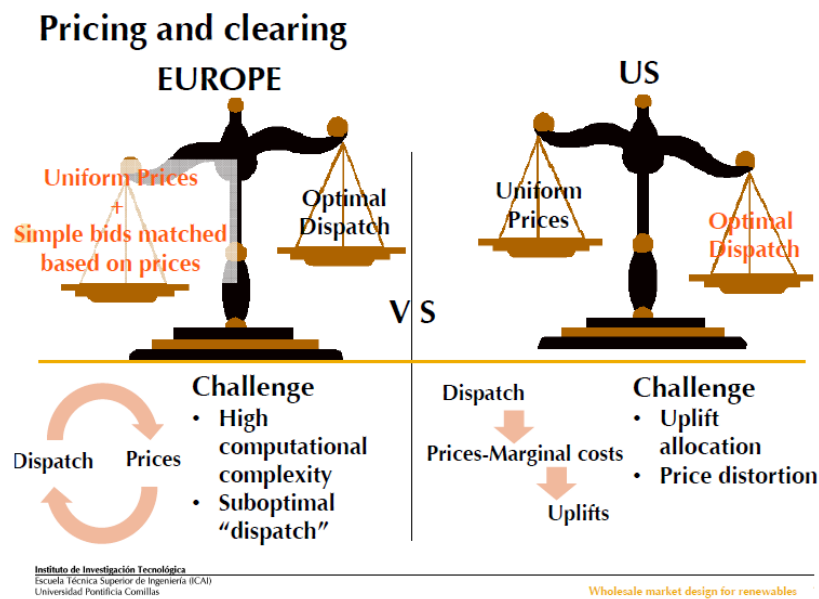 Pricing and clearing
EUROPE
US
Uniform Prices
+
Simple bids matched
based on prices
Optimal
Dispatch
Uniform
Prices
Optimal
Dispatch
V S
Challenge
• High
computational
complexity
• Suboptimal
“dispatch”
Dispatch
Prices
Dispatch
Prices-Marginal costs
Uplifts
Challenge
• Uplift
allocation
• Price distortion
Instituto de Investigación Tecnológica
Escuela Técnica Superior de Ingeniería (ICAI)
Universidad Pontificia Comillas
Wholesale market design for renewables